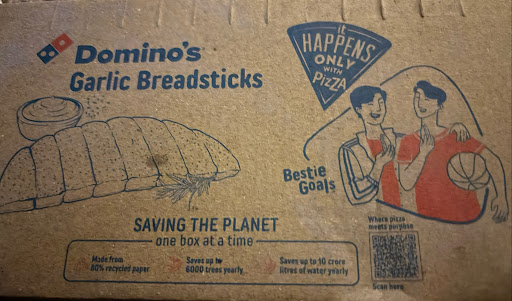 Domino's
Garlic Breadsticks
it
HAPPENS
ONLY
WITH
PIZZA
Bestie
Goals
SAVING THE PLANET
one box at a time
Made from
80% recycled paper
Saves up to
6000 trees yearly
Saves up to 10 crore
litres of water yearly
Where pizza
meets purpose
Scan here